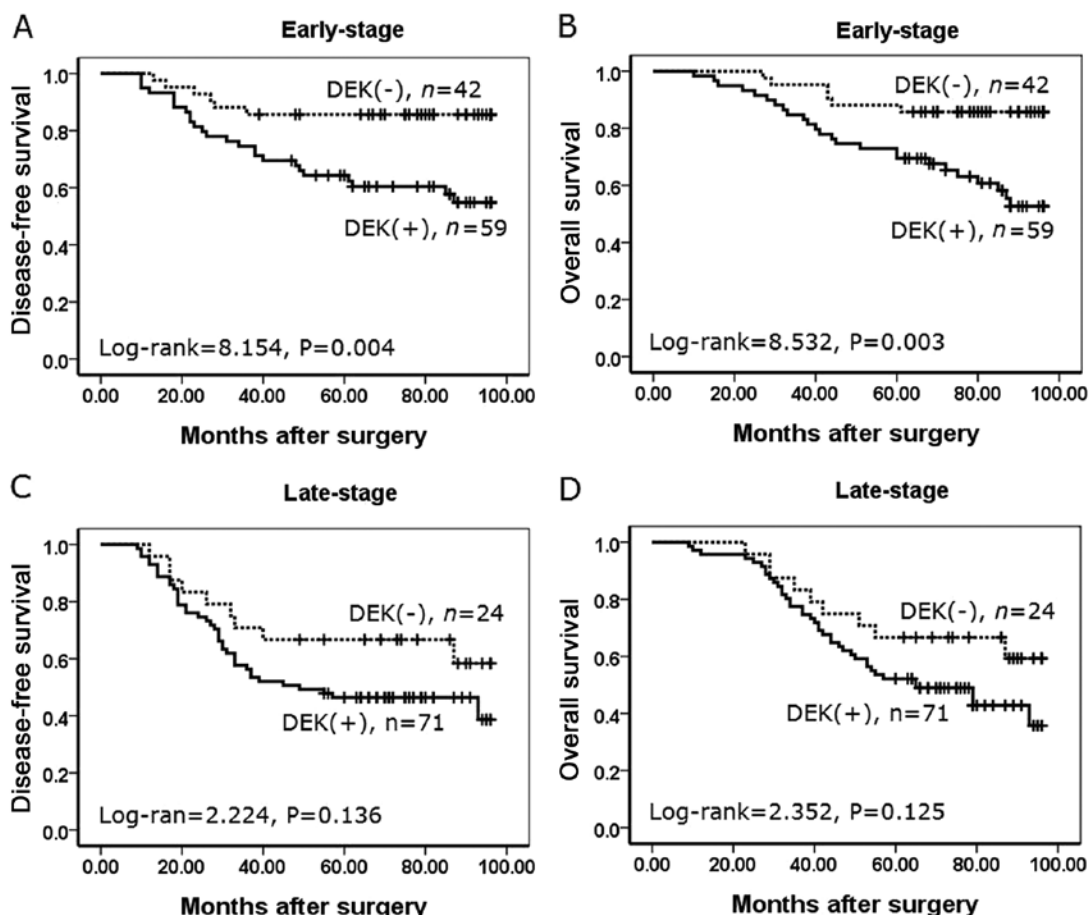 A
Early-stage
Disease-free survival
1.0
0.8
0.6
0.4
0.2
0.0
DEK(-), n=42
DEK(+), n=59
Log-rank=8.154, P=0.004
0.00 20.00 40.00 60.00 80.00 100.00
Months after surgery
B
Early-stage
Overall survival
1.0
0.8
0.6
0.4
0.2
0.0
DEK(-), n=42
DEK(+), n=59
Log-rank=8.532, P=0.003
0.00 20.00 40.00 60.00 80.00 100.00
Months after surgery
C
Late-stage
Disease-free survival
1.0
0.8
0.6
0.4
0.2
0.0
DEK(-), n=24
DEK(+), n=71
Log-ran=2.224, P=0.136
0.00 20.00 40.00 60.00 80.00 100.00
Months after surgery
D
Late-stage
Overall survival
1.0
0.8
0.6
0.4
0.2
0.0
DEK(-), n=24
DEK(+), n=71
Log-rank=2.352, P=0.125
0.00 20.00 40.00 60.00 80.00 100.00
Months after surgery